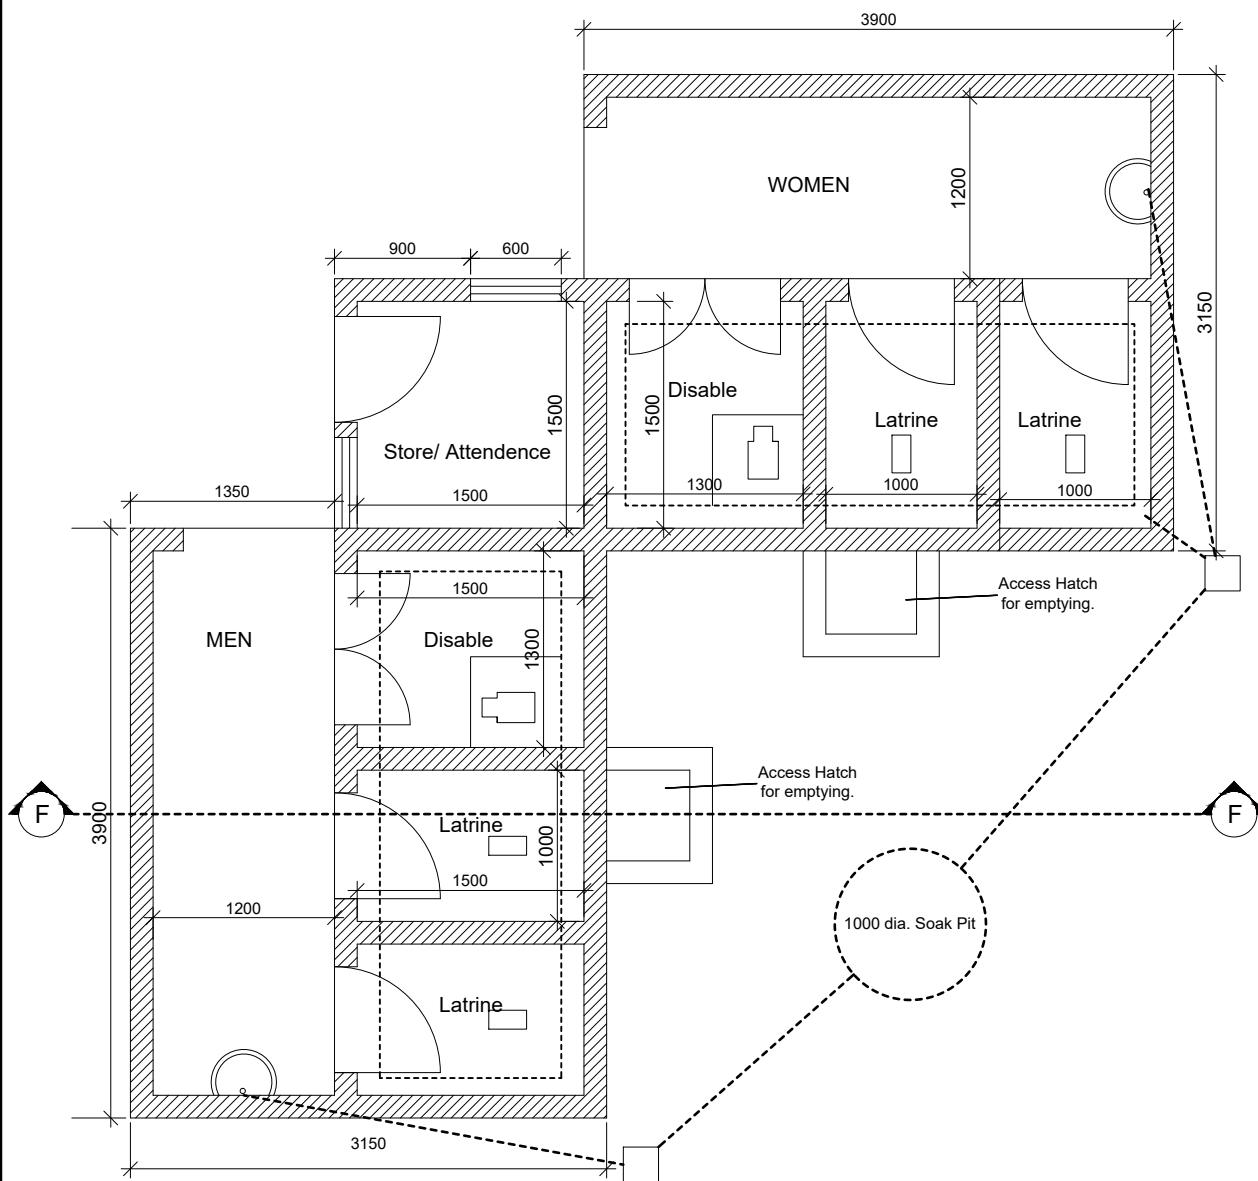 3900
WOMEN
1200
3150
900
600
Disable
1500
1500
Latrine
Latrine
Store/ Attendence
1350
1500
1300
1000
1000
1500
Access Hatch
for emptying.
MEN
Disable
1300
Access Hatch
for emptying.
F
F
3900
Latrine
1000
1500
1200
1000 dia. Soak Pit
Latrine
3150